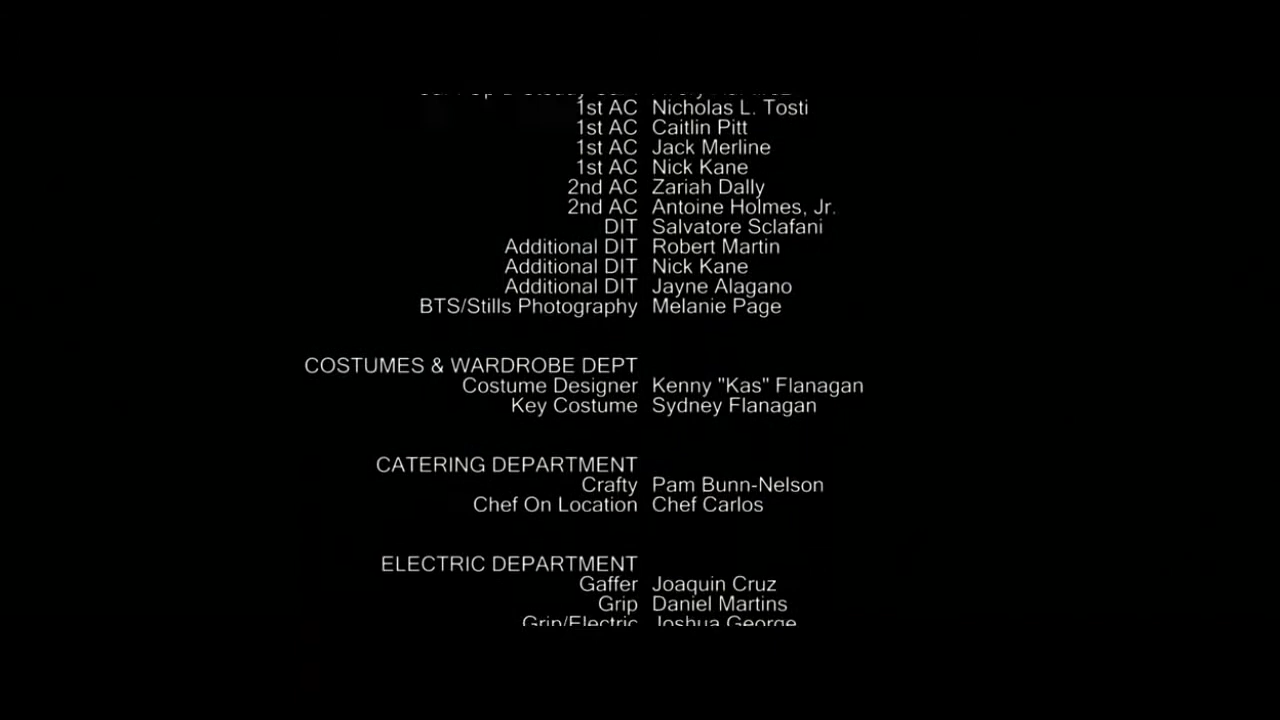 1st AC Nicholas L. Tosti
1st AC Caitlin Pitt
1st AC Jack Merline
1st AC Nick Kane
2nd AC Zariah Dally
2nd AC Antoine Holmes, Jr.
DIT Salvatore Sclafani
Additional DIT Robert Martin
Additional DIT Nick Kane
Additional DIT Jayne Alagano
BTS/Stills Photography Melanie Page
COSTUMES & WARDROBE DEPT
Costume Designer Kenny "Kas" Flanagan
Key Costume Sydney Flanagan
CATERING DEPARTMENT
Crafty Pam Bunn-Nelson
Chef On Location Chef Carlos
ELECTRIC DEPARTMENT
Gaffer Joaquin Cruz
Grip Daniel Martins
Grip/Electric Joshua George